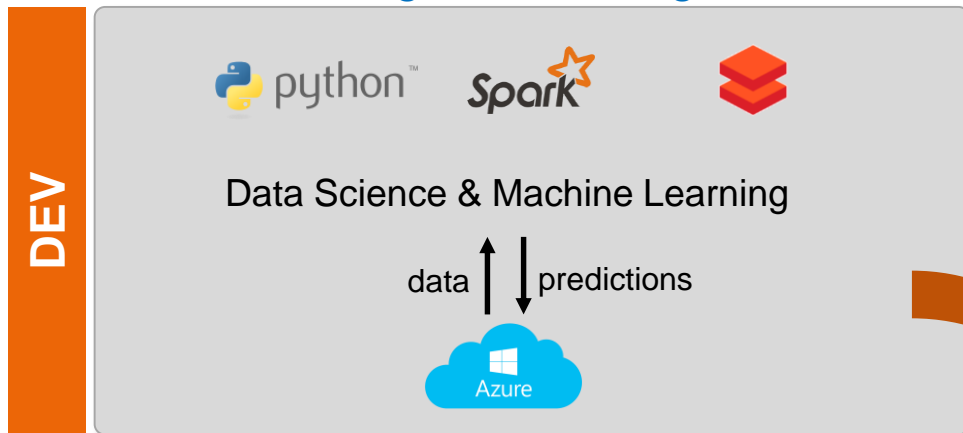 DEV
python™
Spark
Data Science & Machine Learning
data
predictions
Azure